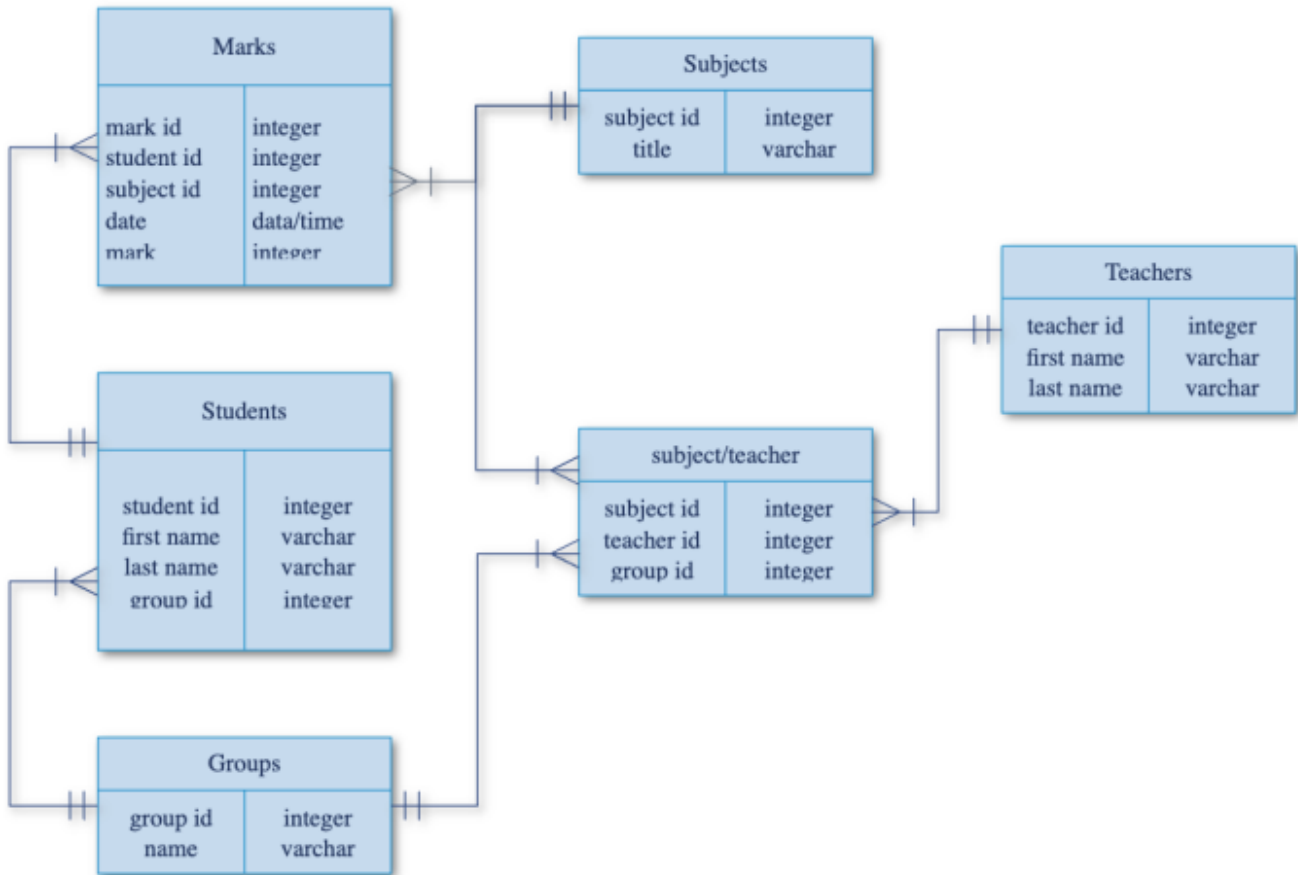 Marks
mark id integer
student id integer
subject id integer
date data/time
mark integer
Subjects
subject id integer
title varchar
Teachers
teacher id integer
first name varchar
last name varchar
Students
student id integer
first name varchar
last name varchar
group id integer
subject/teacher
subject id integer
teacher id integer
group id integer
Groups
group id integer
name varchar